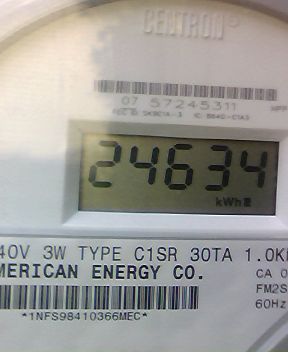 CENTRON
07 57245311
24634
kWh
40V 3W TYPE C1SR 30TA 1.0K
MERICAN ENERGY CO.
CA 0
FM2S
60Hz
*1NFS98410366MEC*